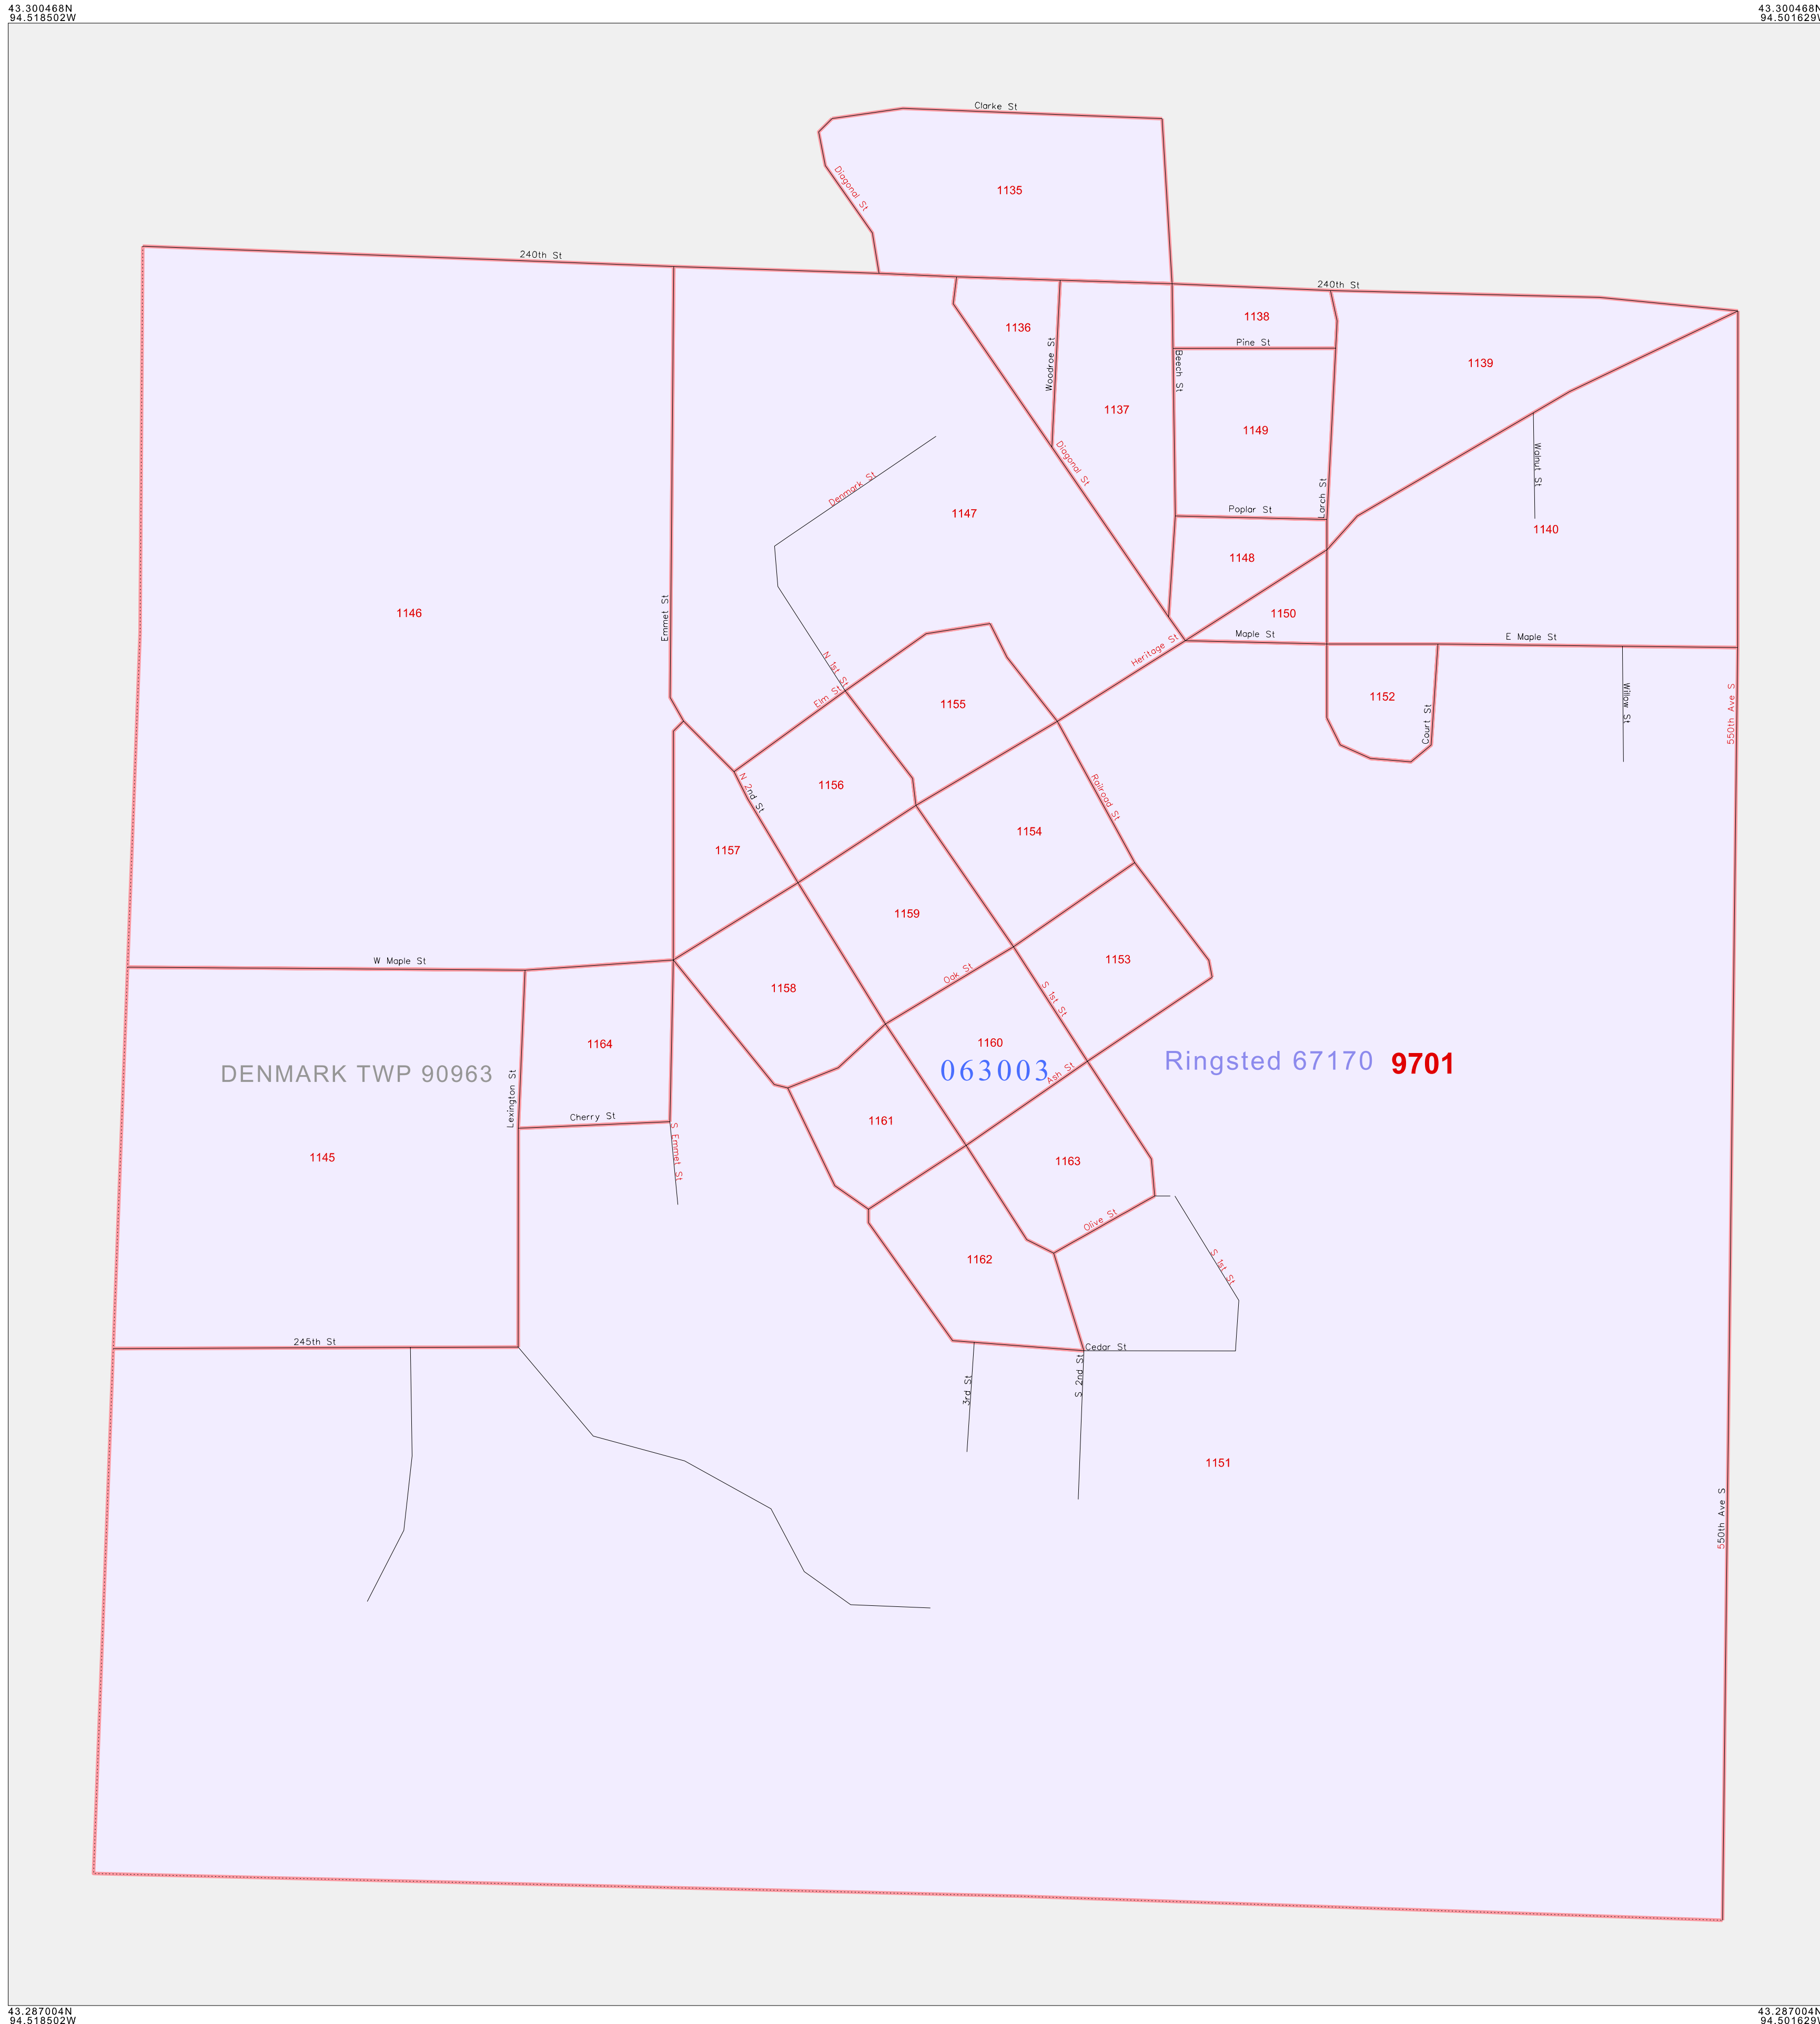 43.300468N
94.518502W
43.300468N
94.501629W
Clarke St
Diagonal St
1135
240th St
240th St
1136
1138
Woodroe St
Pine St
Beech St
1139
1137
1149
Diagonal St
Walnut St
Denmark St
Larch St
Poplar St
1147
1140
1148
1146
Emmet St
1150
Maple St
E Maple St
Heritage St
N 1st St
Elm St
1155
1152
Court St
Willow St
550th Ave S
N 2nd St
1156
Railroad St
1154
1157
1159
W Maple St
Oak St
1153
1158
S 1st St
1164
1160
DENMARK TWP 90963
063003
Ash St
Ringsted 67170
9701
Lexington St
Cherry St
1161
S Emmet St
1145
1163
Olive St
1162
S 1st St
245th St
Cedar St
3rd St
S 2nd St
1151
550th Ave S
43.287004N
94.518502W
43.287004N
94.501629W